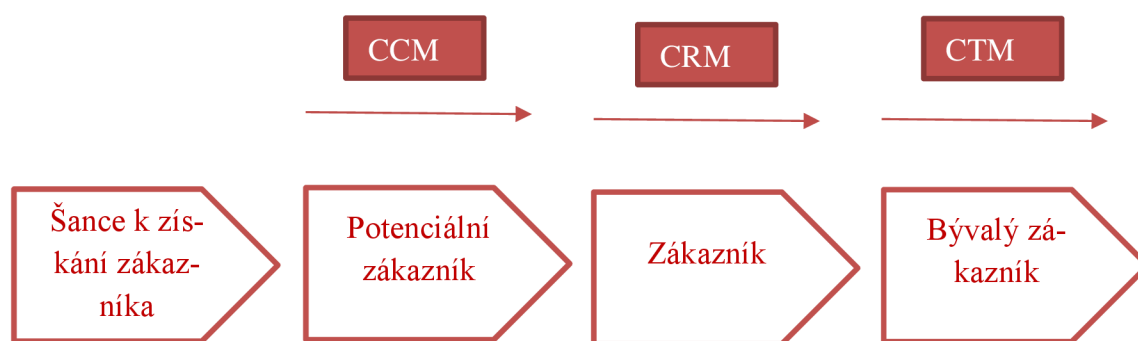 CCM
CRM
CTM
Šance k zís-
kání zákaz-
níka
Potenciální
zákazník
Zákazník
Bývalý zá-
kazník